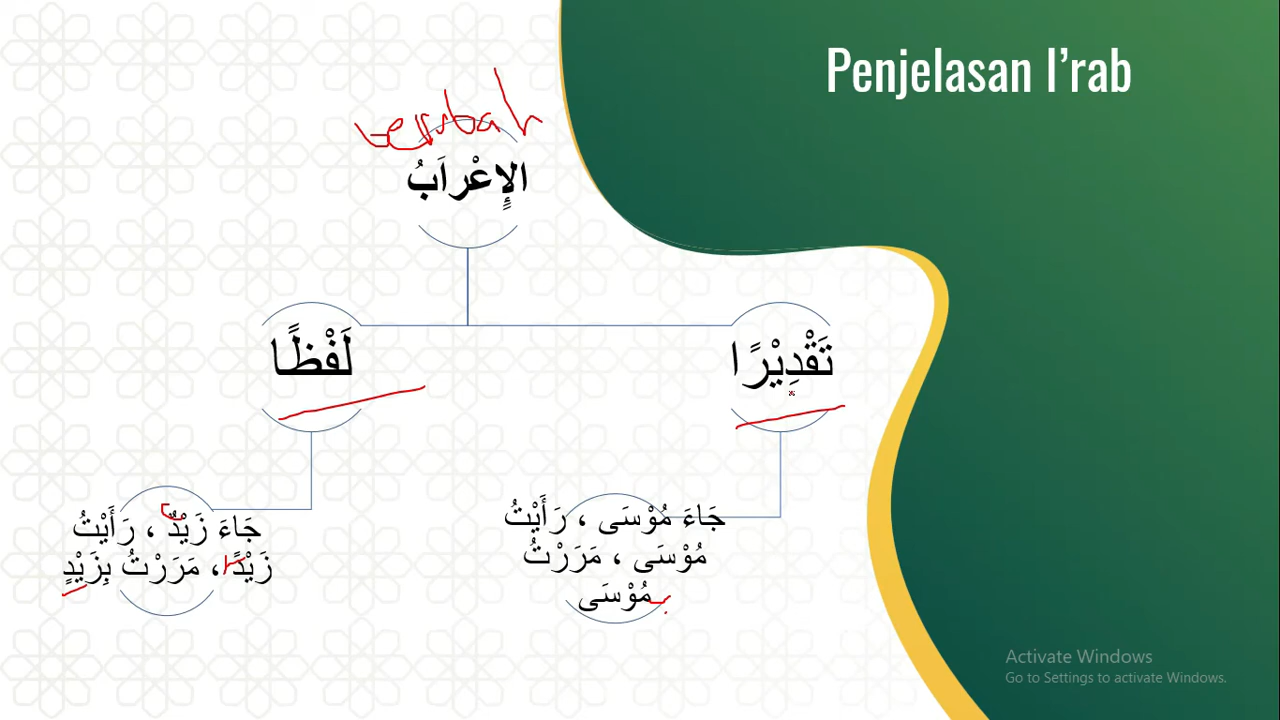 Penjelasan I'rab
berubah
الإِعْرَابُ
تَقْدِيْرًا
لَفْظًا
جَاءَ مُوْسَى ، رَأَيْتُ
مُوْسَى ، مَرَرْتُ
مُوْسَى
جَاءَ زَيْدٌ ، رَأَيْتُ
زَيْدًا ، مَرَرْتُ بِزَيْدٍ
Activate Windows
Go to Settings to activate Windows.